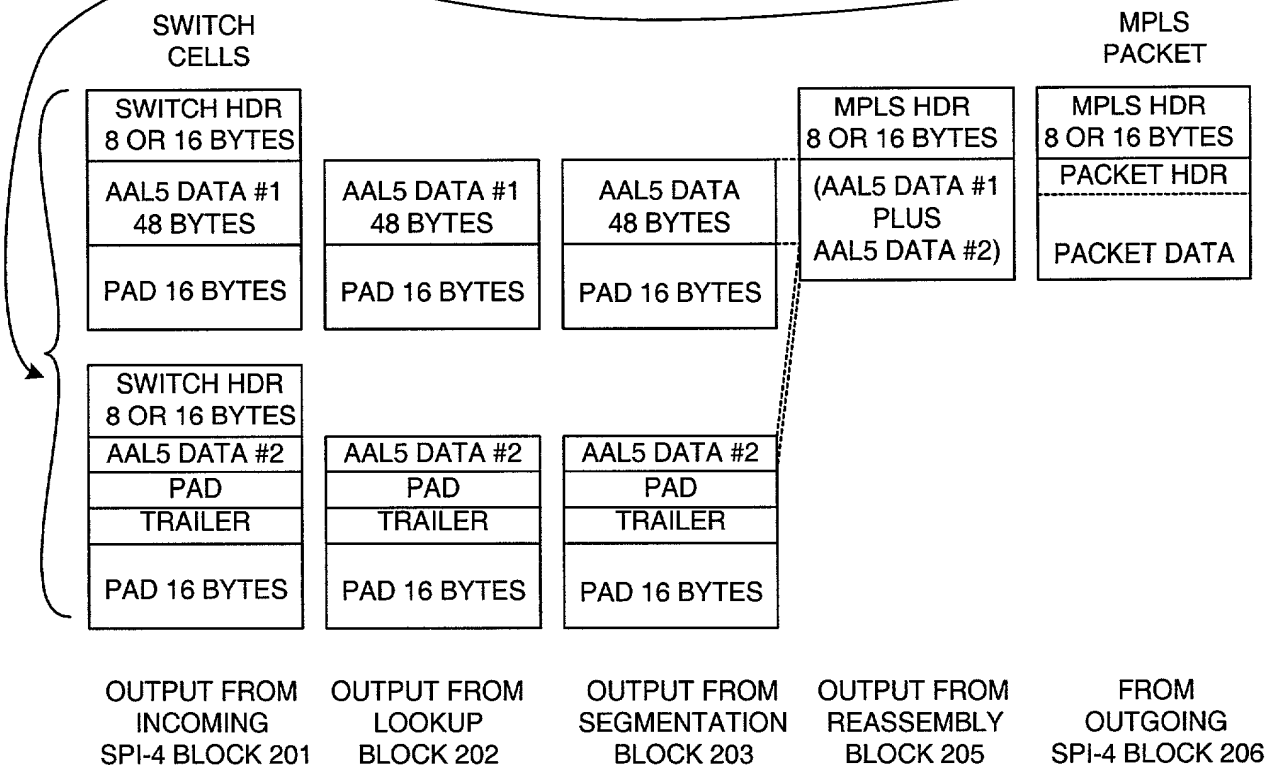 SWITCH
CELLS
MPLS
PACKET
SWITCH HDR
8 OR 16 BYTES
AAL5 DATA #1
48 BYTES
PAD 16 BYTES
SWITCH HDR
8 OR 16 BYTES
AAL5 DATA #2
PAD
TRAILER
PAD 16 BYTES
OUTPUT FROM
INCOMING
SPI-4 BLOCK 201
AAL5 DATA #1
48 BYTES
PAD 16 BYTES
AAL5 DATA #2
PAD
TRAILER
PAD 16 BYTES
OUTPUT FROM
LOOKUP
BLOCK 202
AAL5 DATA
48 BYTES
PAD 16 BYTES
AAL5 DATA #2
PAD
TRAILER
PAD 16 BYTES
OUTPUT FROM
SEGMENTATION
BLOCK 203
MPLS HDR
8 OR 16 BYTES
(AAL5 DATA #1
PLUS
AAL5 DATA #2)
OUTPUT FROM
REASSEMBLY
BLOCK 205
MPLS HDR
8 OR 16 BYTES
PACKET HDR
PACKET DATA
FROM
OUTGOING
SPI-4 BLOCK 206